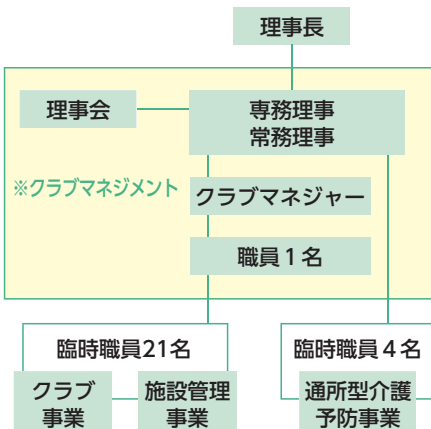 理事長
理事会
専務理事
常務理事
※クラブマネジメント
クラブマネジャー
職員１名
臨時職員21名
臨時職員４名
クラブ
事業
施設管理
事業
通所型介護
予防事業